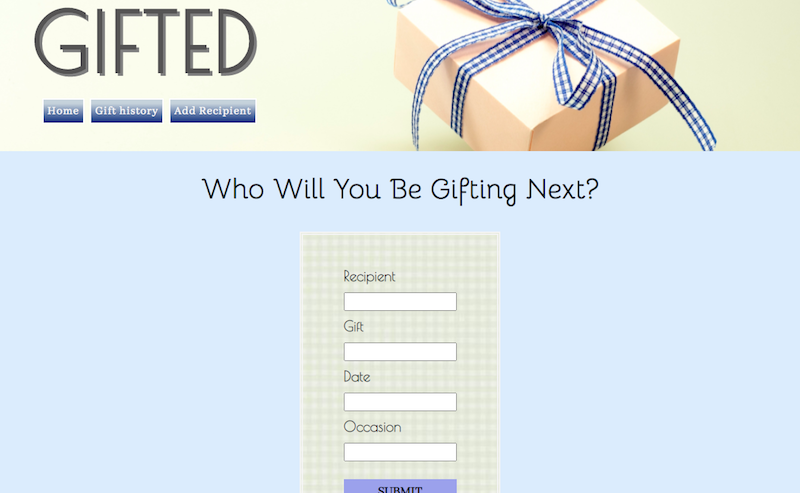 GIFTED
Home Gift history Add Recipient
Who Will You Be Gifting Next?
Recipient
Gift
Date
Occasion
SUBMIT